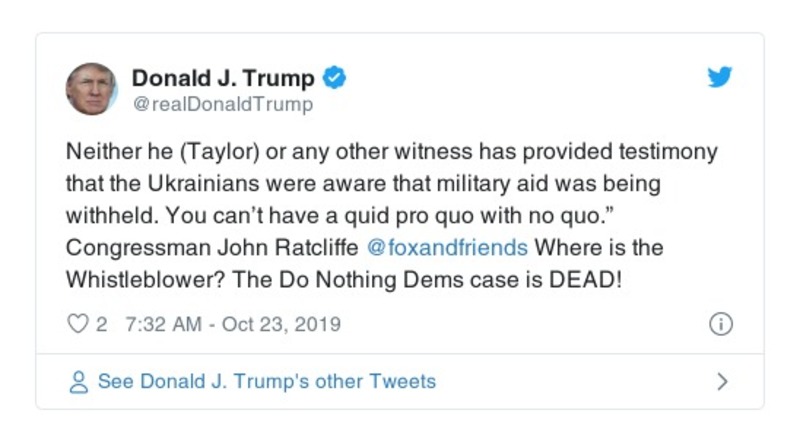 Donald J. Trump
@realDonaldTrump
Neither he (Taylor) or any other witness has provided testimony
that the Ukrainians were aware that military aid was being
withheld. You can’t have a quid pro quo with no quo.”
Congressman John Ratcliffe @foxandfriends Where is the
Whistleblower? The Do Nothing Dems case is DEAD!
2 7:32 AM - Oct 23, 2019
See Donald J. Trump's other Tweets